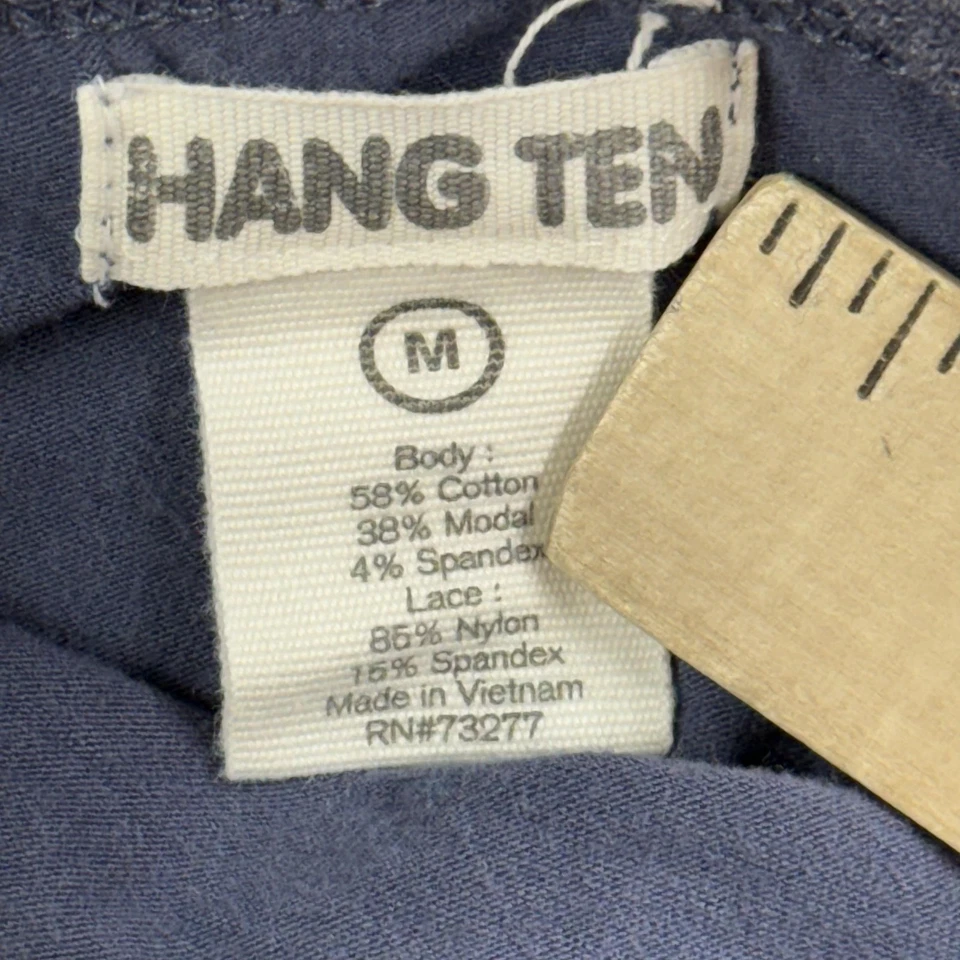 HANG TEN
M
Body :
58% Cotton
38% Modal
4% Spandex
Lace :
85% Nylon
15% Spandex
Made in Vietnam
RN#73277